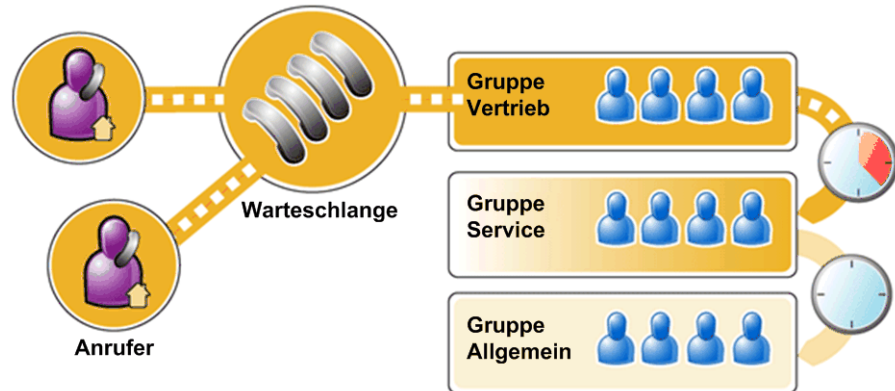 Anrufer
Warteschlange
Gruppe
Vertrieb
Gruppe
Service
Gruppe
Allgemein